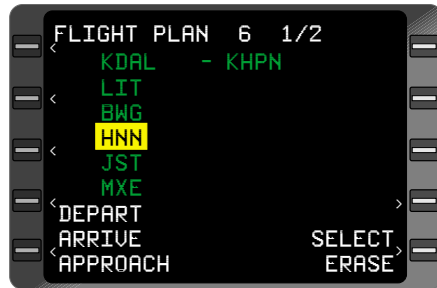 FLIGHT PLAN 6 1/2
KDAL - KHPN
LIT
BWG
HNN
JST
MXE
DEPART
ARRIVE SELECT
APPROACH ERASE